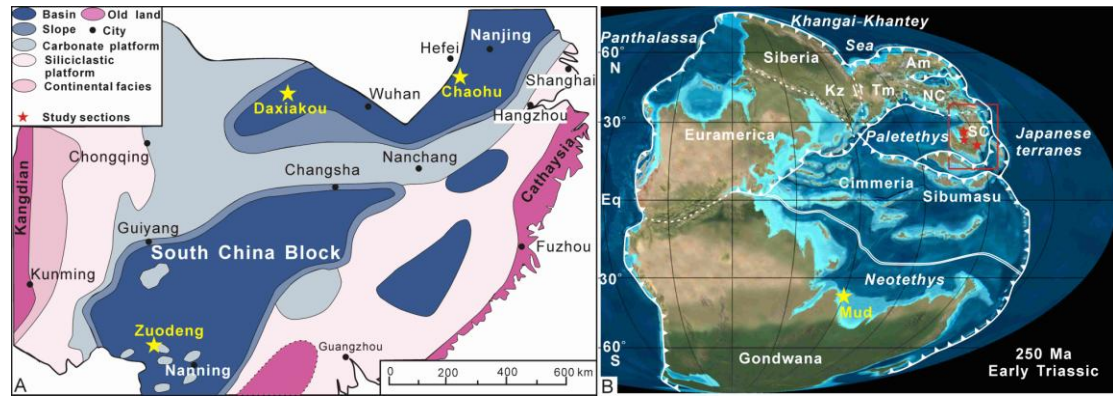 Basin Old land
Slope City
Carbonate platform
Siliciclastic
platform
Continental facies
Study sections
Nanjing
Hefei
Shanghai
Chaohu
Wuhan
Daxiakou
Hangzhou
Chongqing
Nanchang
Changsha
Cathaysia
Kangdian
Guiyang
South China Block
Fuzhou
Kunming
Zuodeng
Guangzhou
Nanning
A
0 200 400 600 km
Khangai-Khantey
Sea
Panthalassa
60°
N
Siberia
Am
Kz
Tm
NC
30°
Euramerica
Paletethys
SC
Japanese
terranes
Cimmeria
Sibumasu
Eq
Neotethys
30°
Mud
Gondwana
60°
S
250 Ma
Early Triassic
B